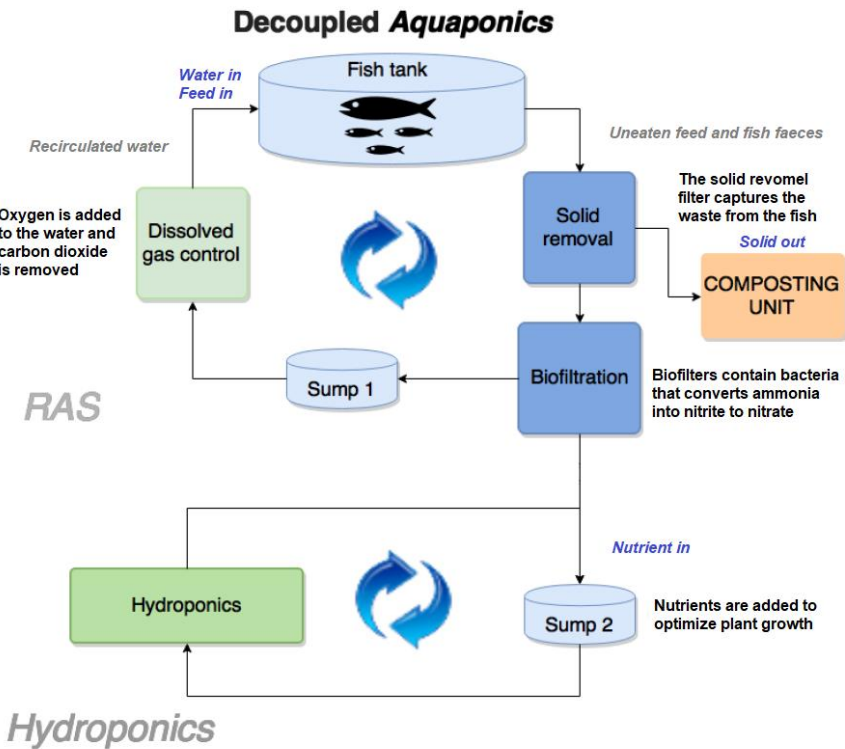 Decoupled Aquaponics
Water in
Feed in
Fish tank
Recirculated water
Uneaten feed and fish faeces
Oxygen is added
to the water and
carbon dioxide
is removed
Dissolved
gas control
Solid
removal
The solid revomel
filter captures the
waste from the fish
Solid out
COMPOSTING
UNIT
Sump 1
Biofiltration
Biofilters contain bacteria
that converts ammonia
into nitrite to nitrate
RAS
Nutrient in
Hydroponics
Sump 2
Nutrients are added to
optimize plant growth
Hydroponics